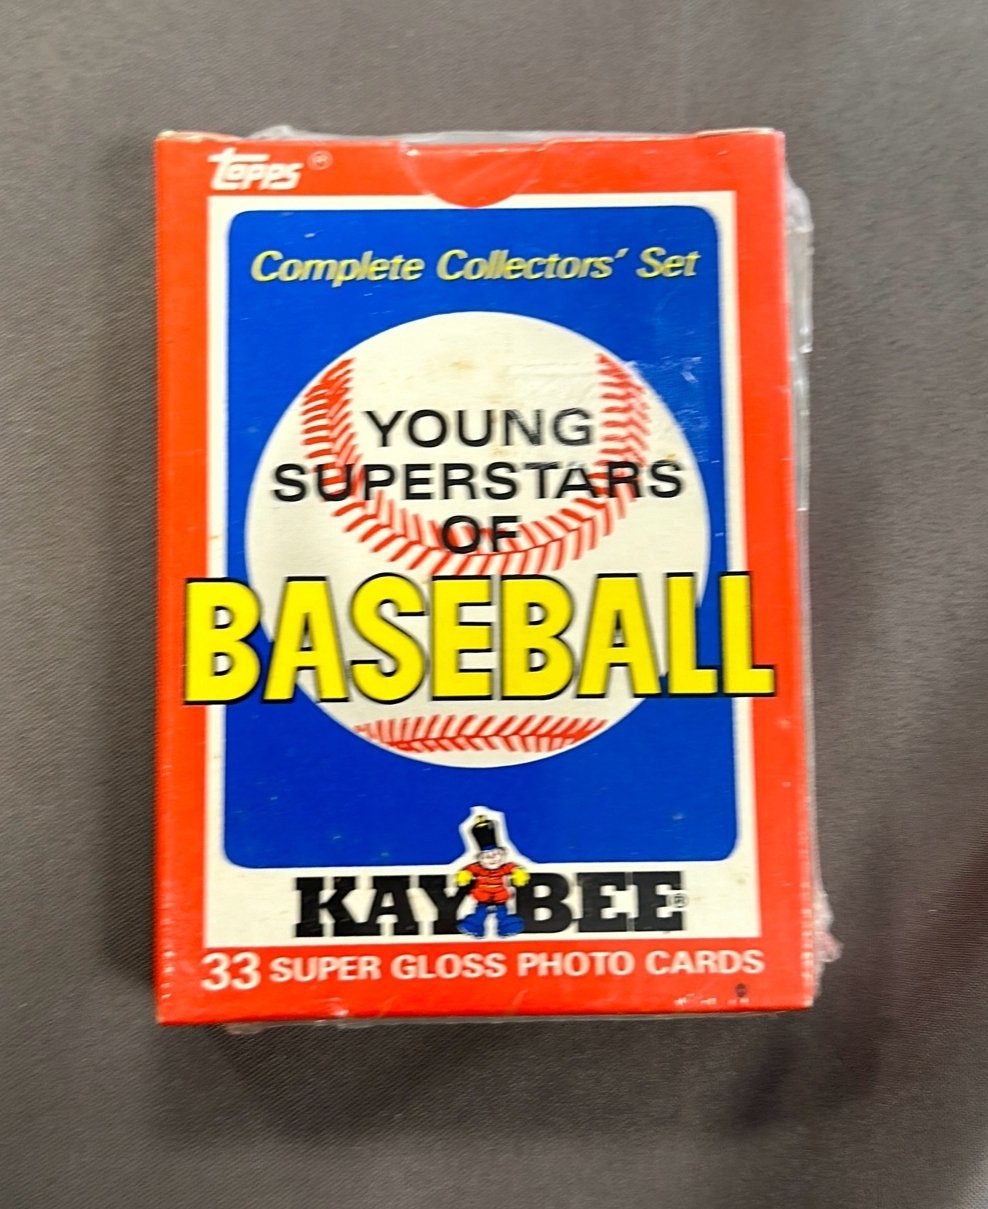 Topps ®
Complete Collectors' Set
YOUNG
SUPERSTARS
OF
BASEBALL
KAY BEE ®
33 SUPER GLOSS PHOTO CARDS